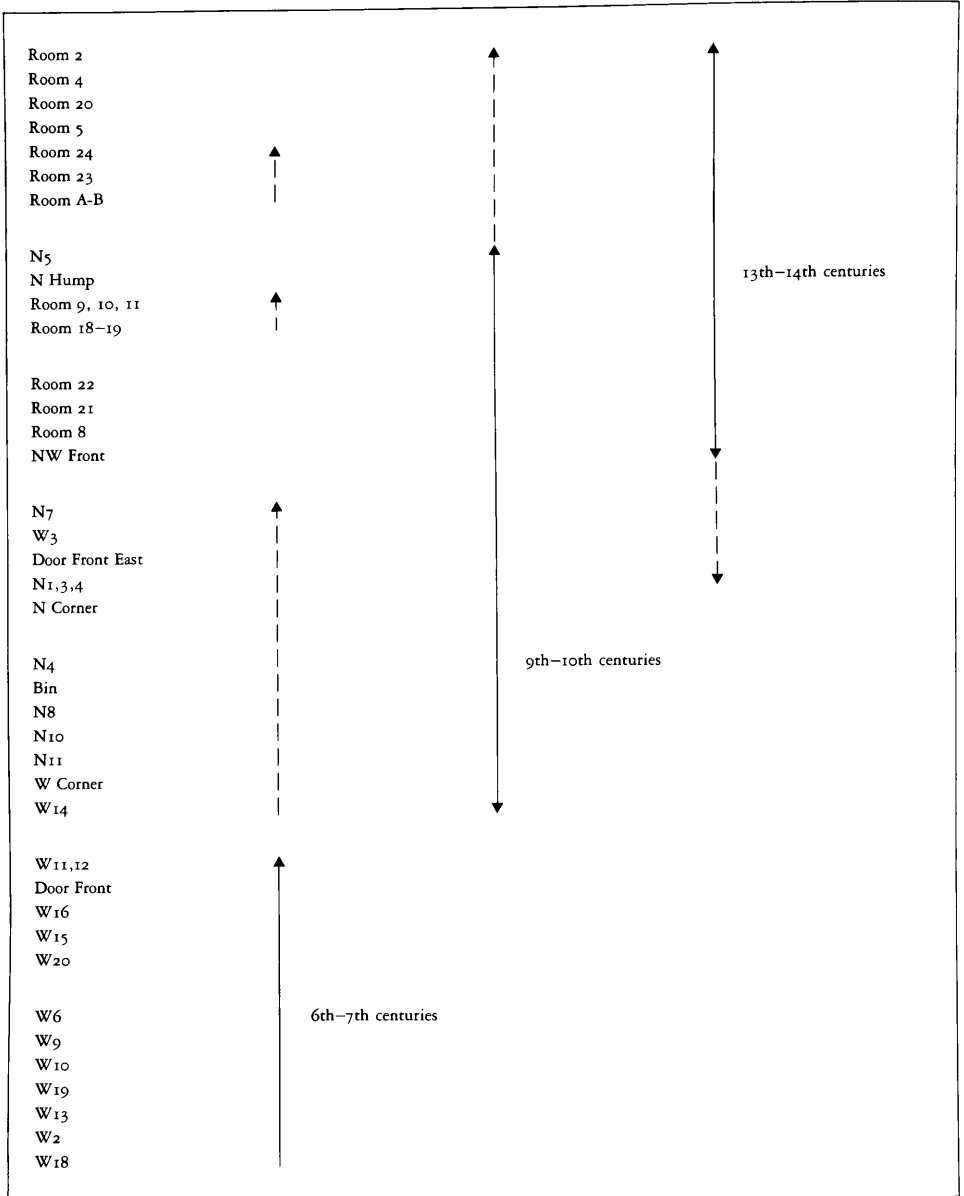 Room 2
Room 4
Room 20
Room 5
Room 24
Room 23
Room A-B
N5
N Hump
13th–14th centuries
Room 9, 10, 11
Room 18–19
Room 22
Room 21
Room 8
NW Front
N7
W3
Door Front East
N1,3,4
N Corner
N4
9th–10th centuries
Bin
N8
N10
N11
W Corner
W14
W11,12
Door Front
W16
W15
W20
W6
6th–7th centuries
W9
W10
W19
W13
W2
W18